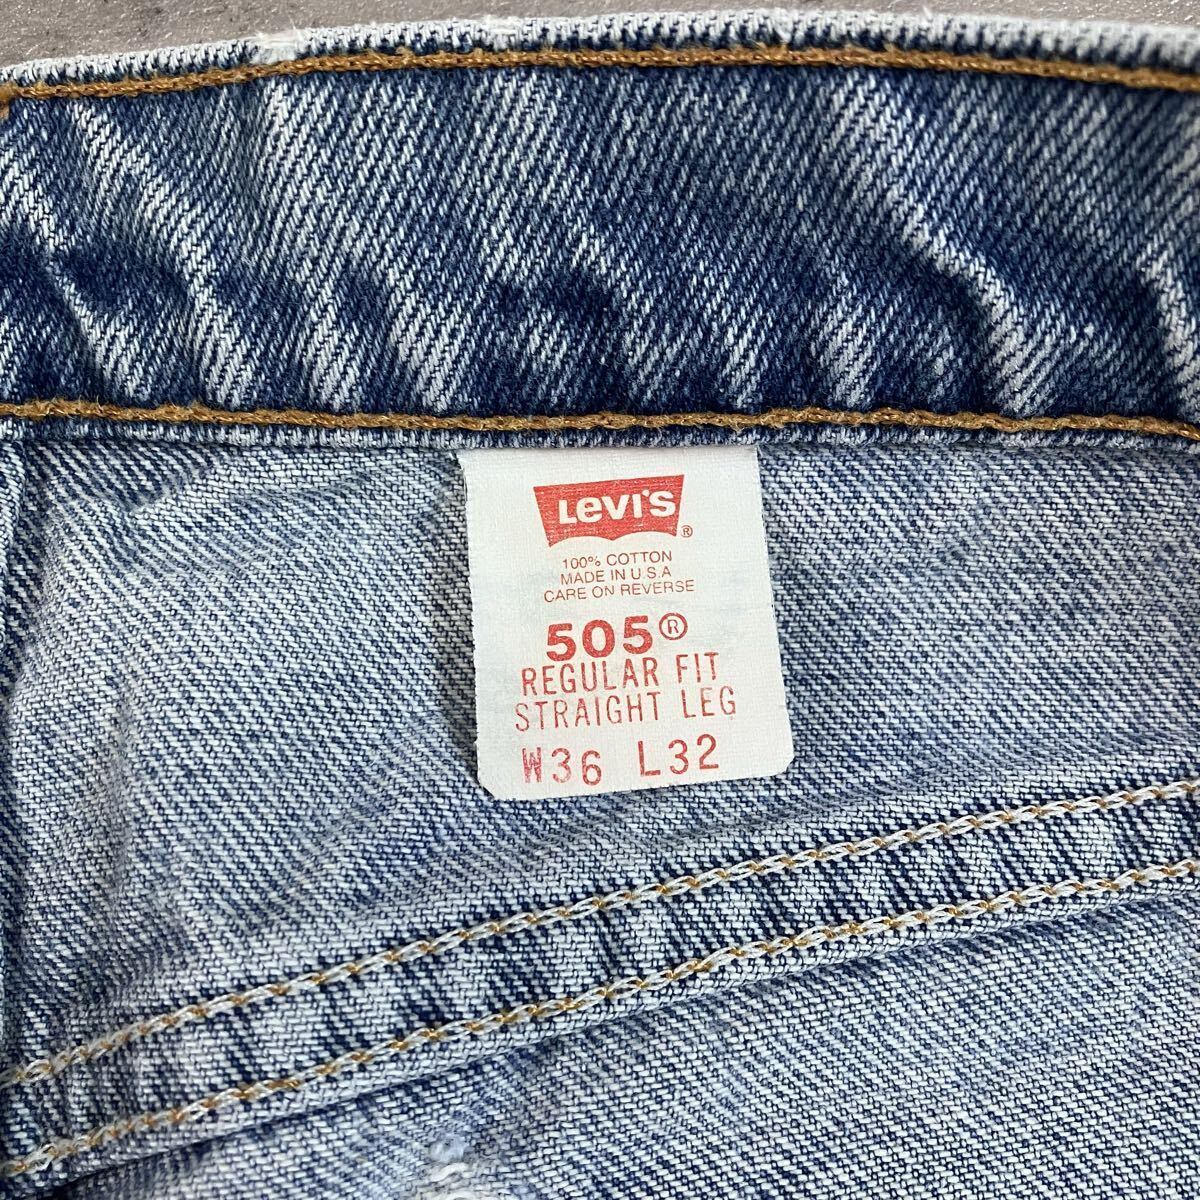 LEVI'S ®
100% COTTON
MADE IN U.S.A
CARE ON REVERSE
505®
REGULAR FIT
STRAIGHT LEG
W36 L32